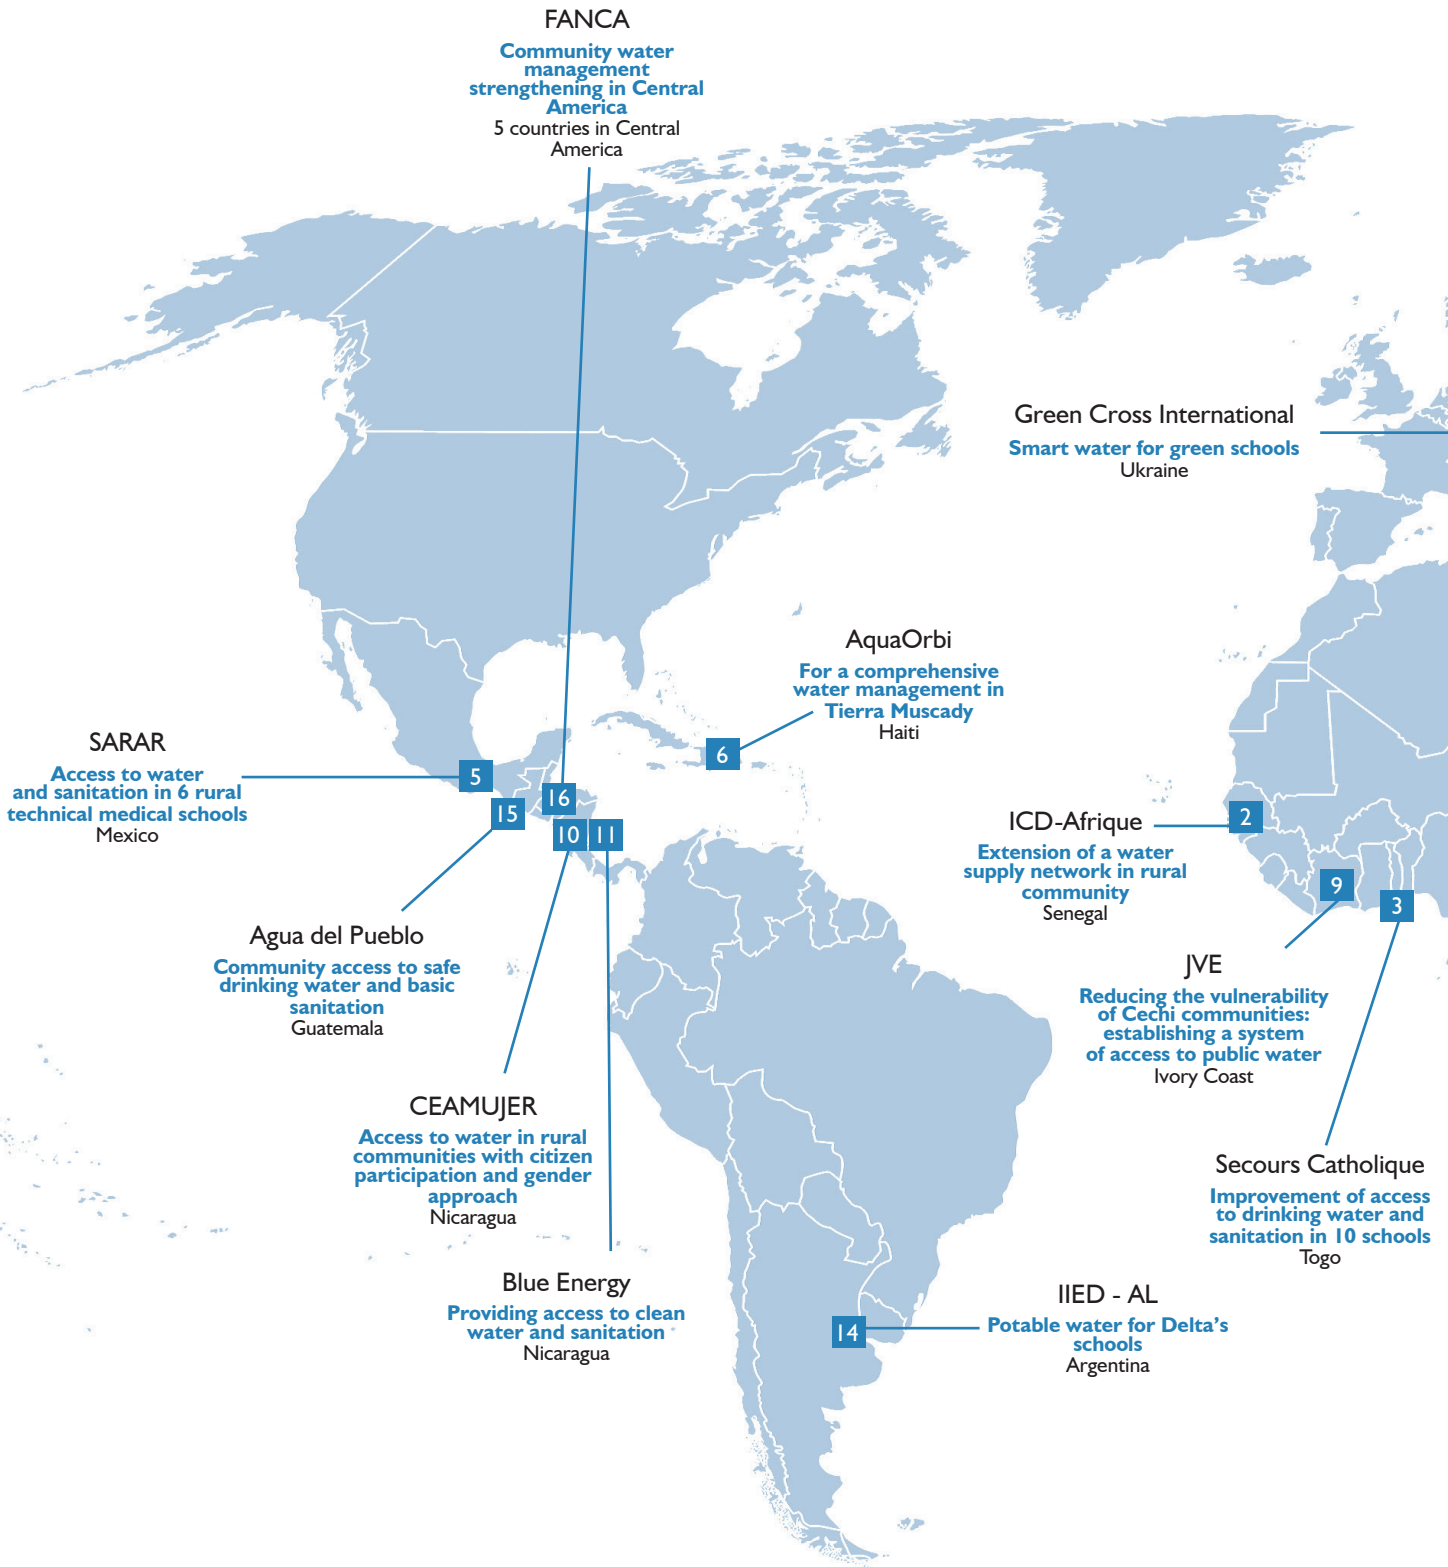 FANCA
Community water
management
strengthening in Central
America
5 countries in Central
America
Green Cross International
Smart water for green schools
Ukraine
AquaOrbi
For a comprehensive
water management in
Tierra Muscady
Haiti
6
SARAR
Access to water
and sanitation in 6 rural
technical medical schools
Mexico
5
15
16
10
11
ICD-Afrique
Extension of a water
supply network in rural
community
Senegal
2
9
3
Agua del Pueblo
Community access to safe
drinking water and basic
sanitation
Guatemala
JVE
Reducing the vulnerability
of Cechi communities:
establishing a system
of access to public water
Ivory Coast
CEAMUJER
Access to water in rural
communities with citizen
participation and gender
approach
Nicaragua
Secours Catholique
Improvement of access
to drinking water and
sanitation in 10 schools
Togo
Blue Energy
Providing access to clean
water and sanitation
Nicaragua
14
IIED - AL
Potable water for Delta's
schools
Argentina